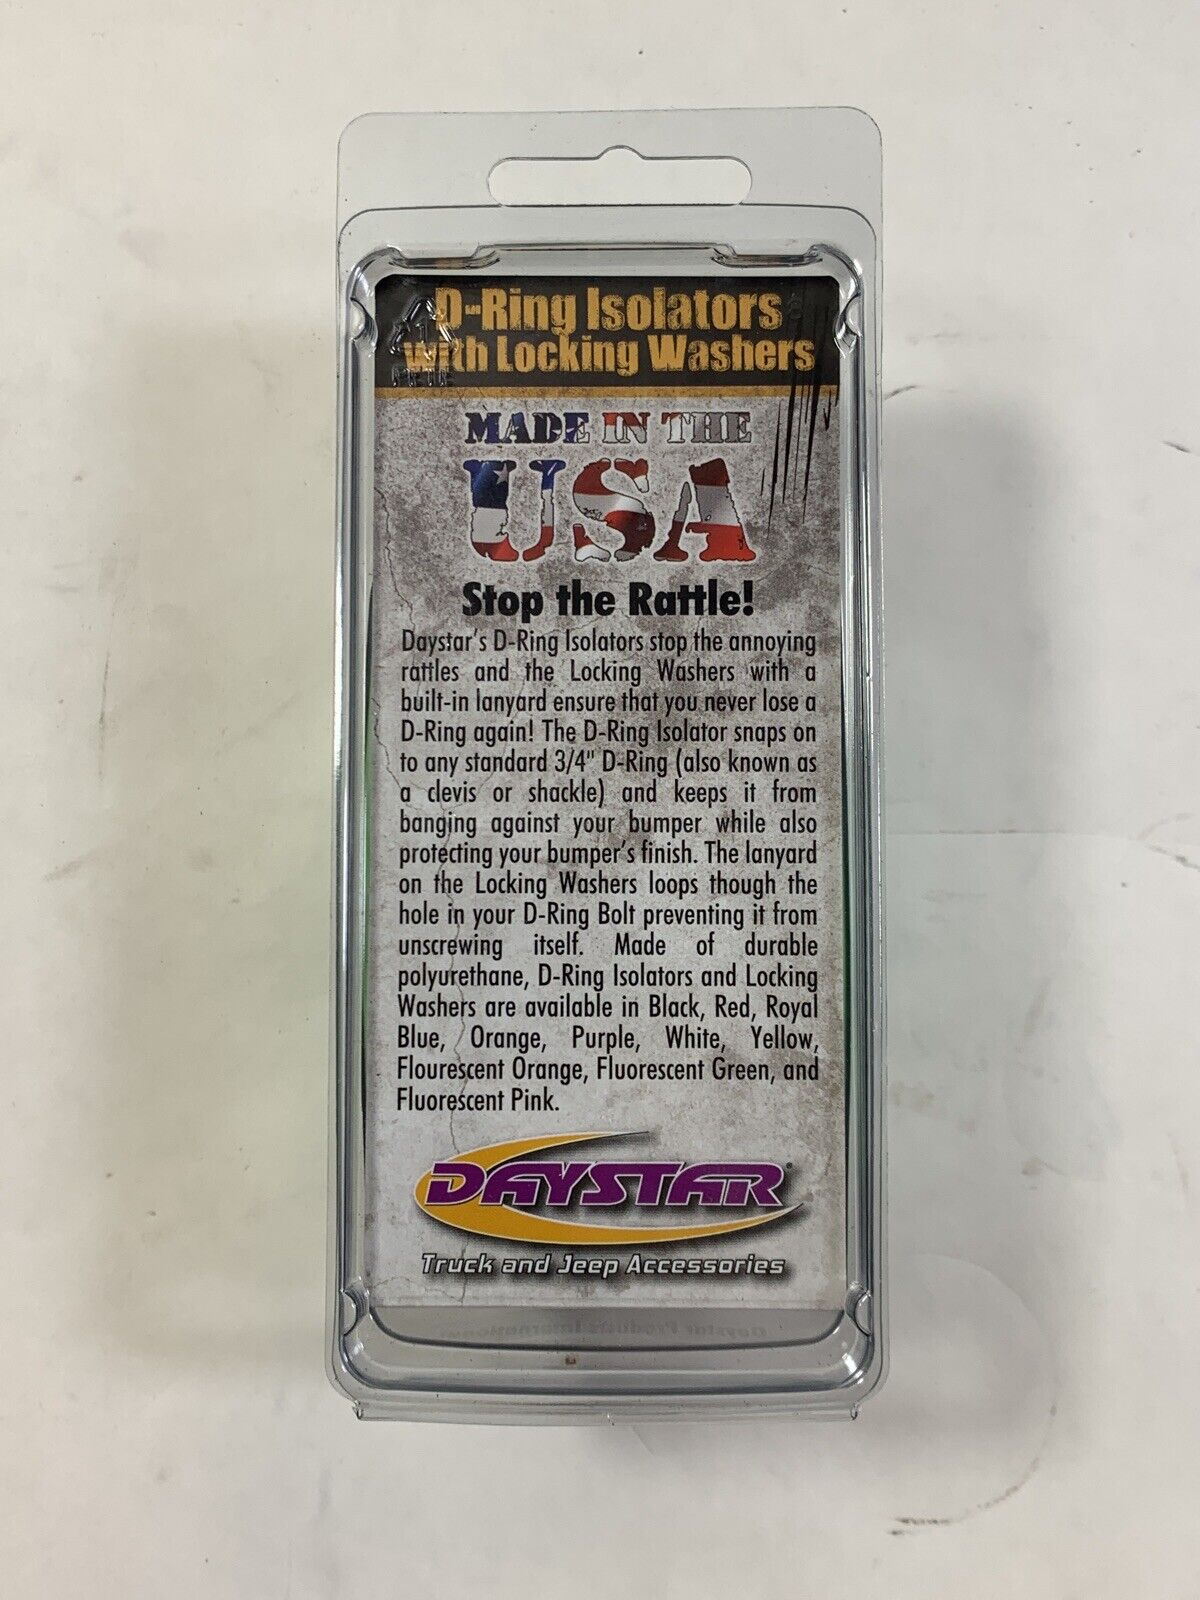 D-Ring Isolators
with Locking Washers
MADE IN THE
USA
Stop the Rattle!
Daystar's D-Ring Isolators stop the annoying
rattles and the Locking Washers with a
built-in lanyard ensure that you never lose a
D-Ring again! The D-Ring Isolator snaps on
to any standard 3/4" D-Ring (also known as
a clevis or shackle) and keeps it from
banging against your bumper while also
protecting your bumper's finish. The lanyard
on the Locking Washers loops though the
hole in your D-Ring Bolt preventing it from
unscrewing itself. Made of durable
polyurethane, D-Ring Isolators and Locking
Washers are available in Black, Red, Royal
Blue, Orange, Purple, White, Yellow,
Flourescent Orange, Fluorescent Green, and
Fluorescent Pink.
DAYSTAR®
Truck and Jeep Accessories